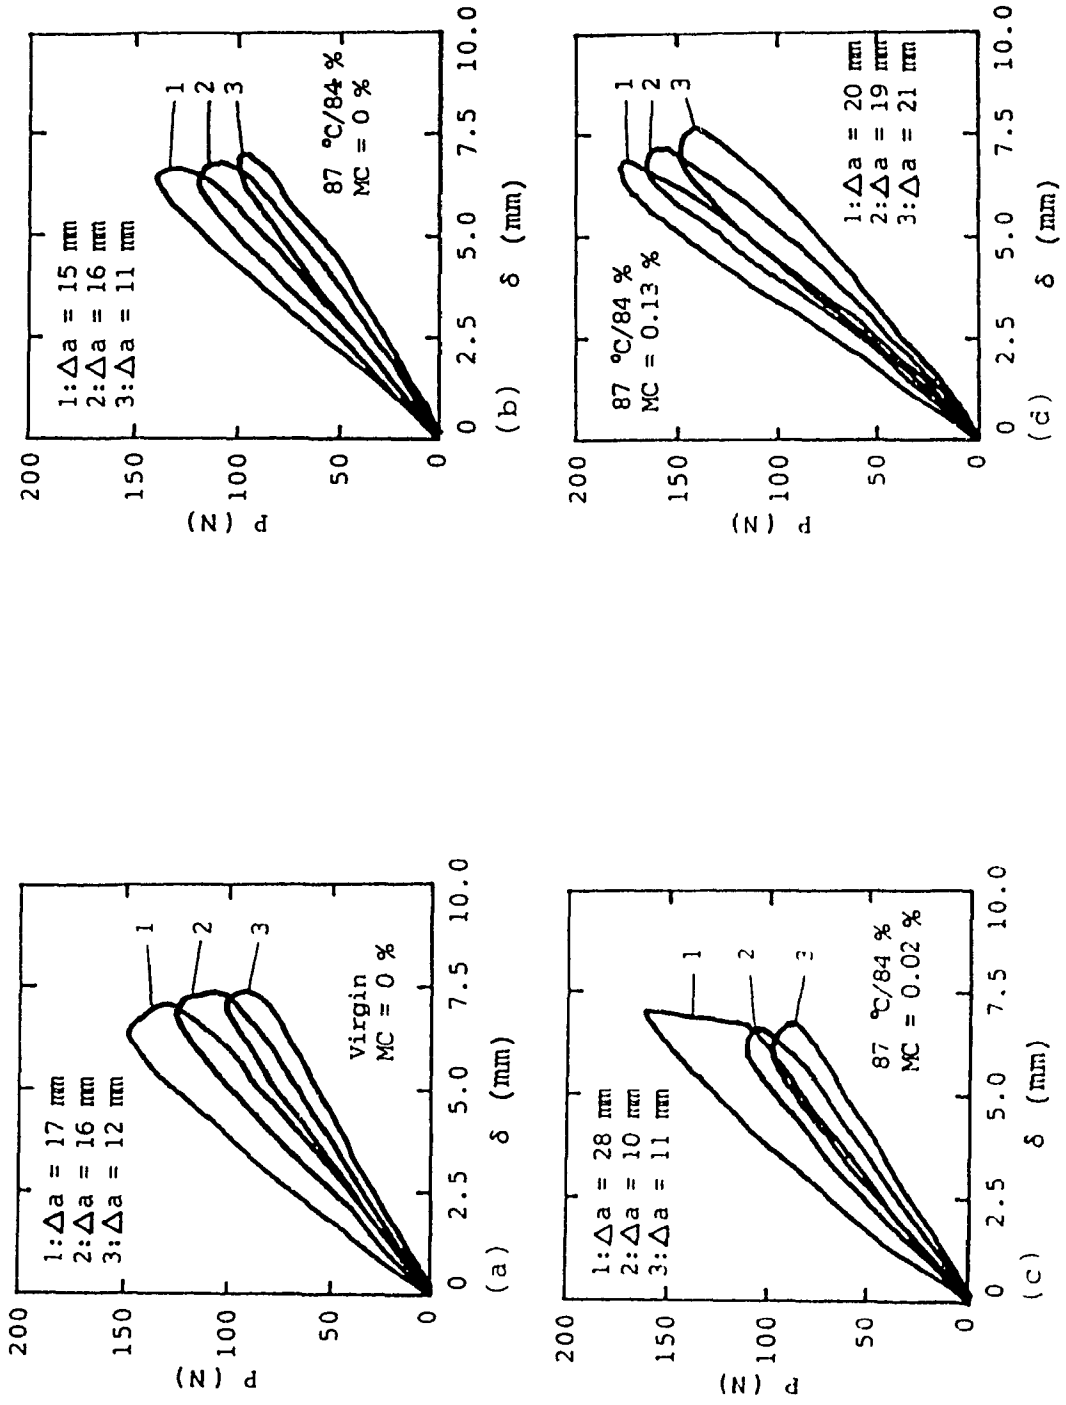 200
150
100
50
0
P (N)
1:Δa = 17 mm
2:Δa = 16 mm
3:Δa = 12 mm
1
2
3
Virgin
MC = 0 %
0
2.5
5.0
7.5
10.0
(a)
δ (mm)
200
150
100
50
0
P (N)
1:Δa = 15 mm
2:Δa = 16 mm
3:Δa = 11 mm
1
2
3
87 °C/84 %
MC = 0 %
0
2.5
5.0
7.5
10.0
(b)
δ (mm)
200
150
100
50
0
P (N)
1:Δa = 28 mm
2:Δa = 10 mm
3:Δa = 11 mm
1
2
3
87 °C/84 %
MC = 0.02 %
0
2.5
5.0
7.5
10.0
(c)
δ (mm)
200
150
100
50
0
P (N)
87 °C/84 %
MC = 0.13 %
1
2
3
1:Δa = 20 mm
2:Δa = 19 mm
3:Δa = 21 mm
0
2.5
5.0
7.5
10.0
(d)
δ (mm)